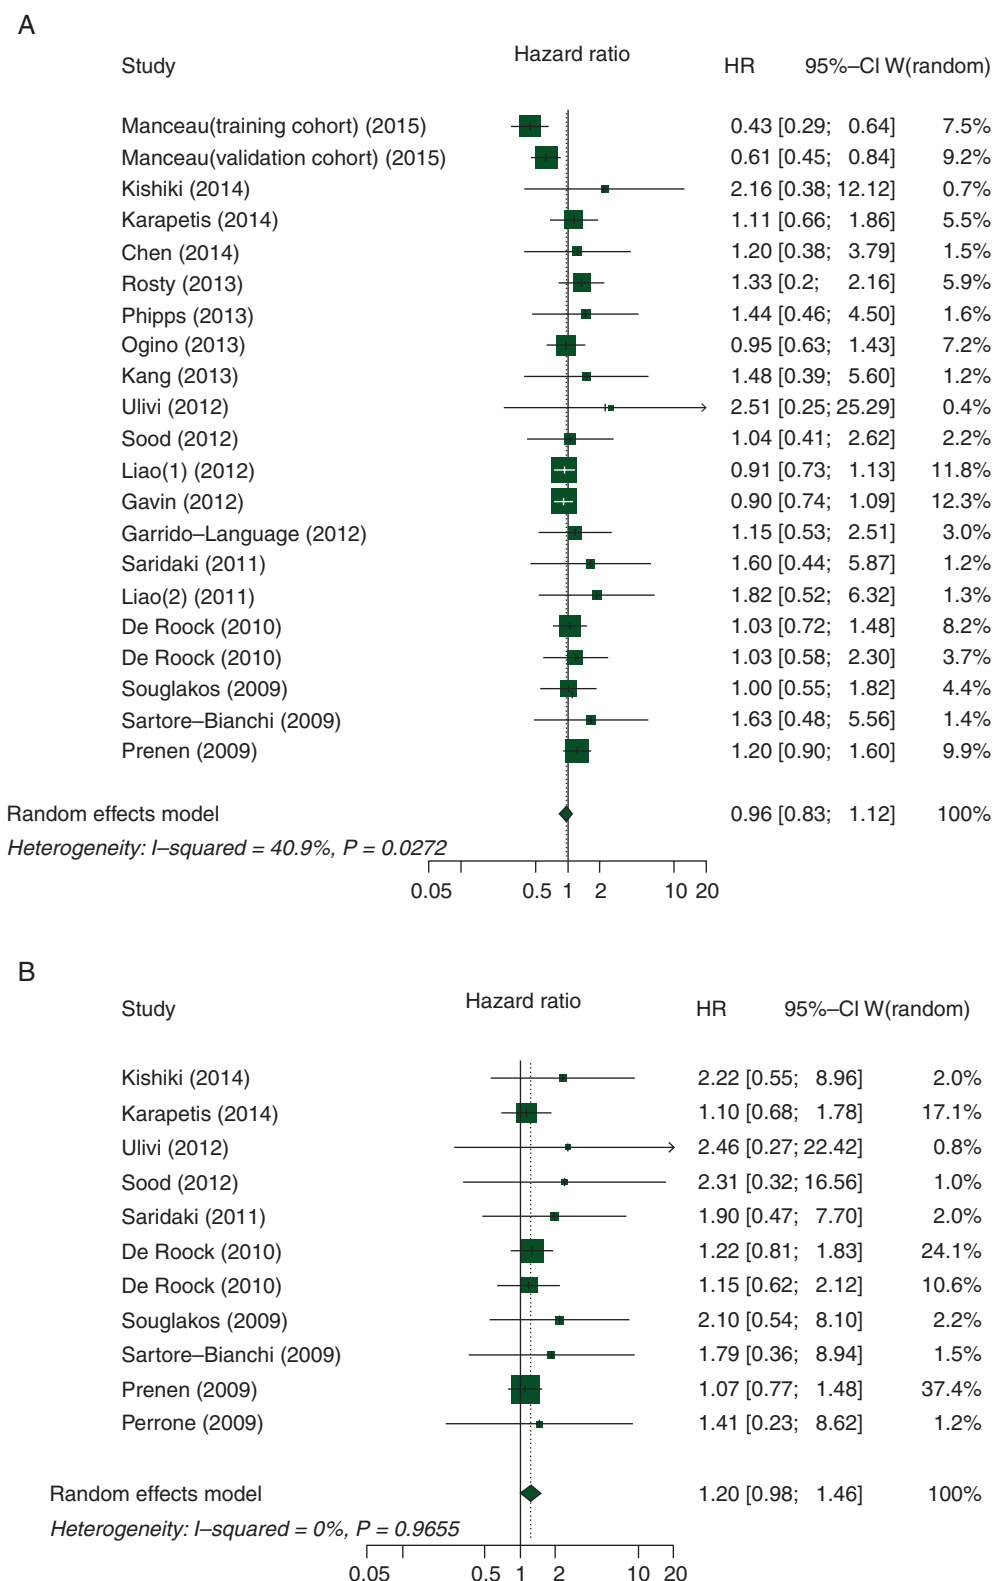 A
Study Hazard ratio HR 95%–CI W(random)
Manceau(training cohort) (2015) 0.43 [0.29; 0.64] 7.5%
Manceau(validation cohort) (2015) 0.61 [0.45; 0.84] 9.2%
Kishiki (2014) 2.16 [0.38; 12.12] 0.7%
Karapetis (2014) 1.11 [0.66; 1.86] 5.5%
Chen (2014) 1.20 [0.38; 3.79] 1.5%
Rosty (2013) 1.33 [0.2; 2.16] 5.9%
Phipps (2013) 1.44 [0.46; 4.50] 1.6%
Ogino (2013) 0.95 [0.63; 1.43] 7.2%
Kang (2013) 1.48 [0.39; 5.60] 1.2%
Ulivi (2012) 2.51 [0.25; 25.29] 0.4%
Sood (2012) 1.04 [0.41; 2.62] 2.2%
Liao(1) (2012) 0.91 [0.73; 1.13] 11.8%
Gavin (2012) 0.90 [0.74; 1.09] 12.3%
Garrido–Language (2012) 1.15 [0.53; 2.51] 3.0%
Saridaki (2011) 1.60 [0.44; 5.87] 1.2%
Liao(2) (2011) 1.82 [0.52; 6.32] 1.3%
De Roock (2010) 1.03 [0.72; 1.48] 8.2%
De Roock (2010) 1.03 [0.58; 2.30] 3.7%
Souglakos (2009) 1.00 [0.55; 1.82] 4.4%
Sartore–Bianchi (2009) 1.63 [0.48; 5.56] 1.4%
Prenen (2009) 1.20 [0.90; 1.60] 9.9%
Random effects model 0.96 [0.83; 1.12] 100%
Heterogeneity: I–squared = 40.9%, P = 0.0272
0.05 0.5 1 2 10 20
B
Study Hazard ratio HR 95%–CI W(random)
Kishiki (2014) 2.22 [0.55; 8.96] 2.0%
Karapetis (2014) 1.10 [0.68; 1.78] 17.1%
Ulivi (2012) 2.46 [0.27; 22.42] 0.8%
Sood (2012) 2.31 [0.32; 16.56] 1.0%
Saridaki (2011) 1.90 [0.47; 7.70] 2.0%
De Roock (2010) 1.22 [0.81; 1.83] 24.1%
De Roock (2010) 1.15 [0.62; 2.12] 10.6%
Souglakos (2009) 2.10 [0.54; 8.10] 2.2%
Sartore–Bianchi (2009) 1.79 [0.36; 8.94] 1.5%
Prenen (2009) 1.07 [0.77; 1.48] 37.4%
Perrone (2009) 1.41 [0.23; 8.62] 1.2%
Random effects model 1.20 [0.98; 1.46] 100%
Heterogeneity: I–squared = 0%, P = 0.9655
0.05 0.5 1 2 10 20